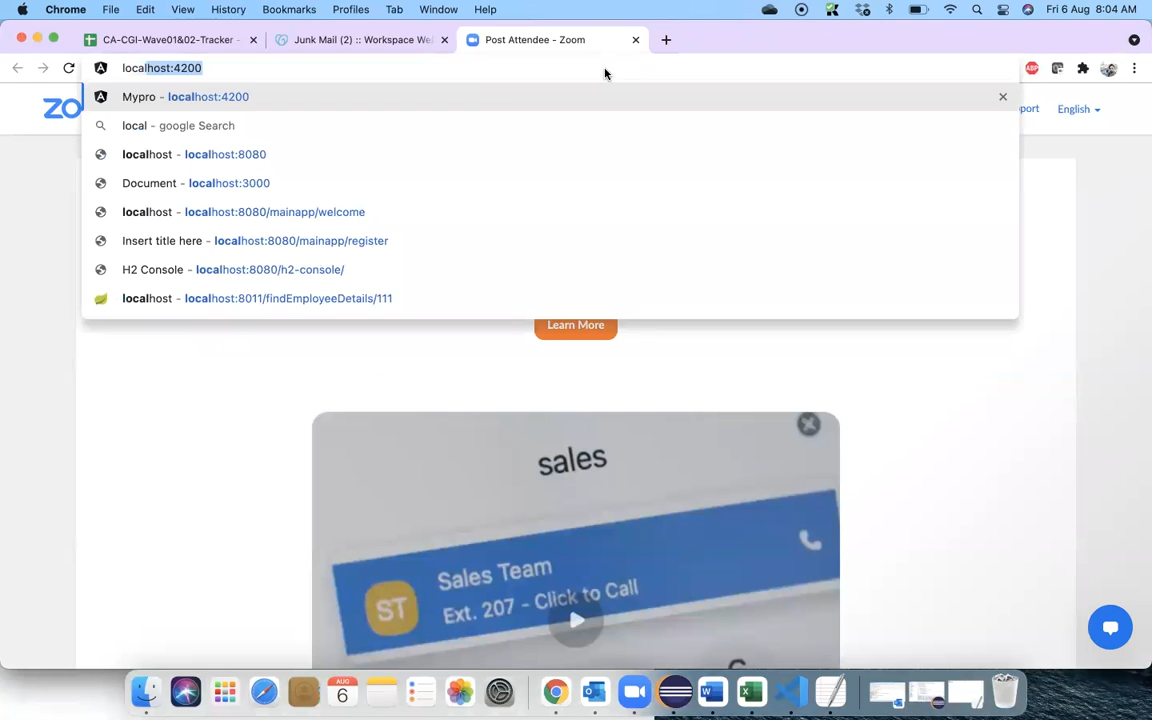 Chrome File Edit View History Bookmarks Profiles Tab Window Help Fri 6 Aug 8:04 AM
CA-CGI-Wave01&02-Tracker - Junk Mail (2) :: Workspace We Post Attendee - Zoom
localhost:4200
Mypro - localhost:4200
ZO port English
local - google Search
localhost - localhost:8080
Document - localhost:3000
localhost - localhost:8080/mainapp/welcome
Insert title here - localhost:8080/mainapp/register
H2 Console - localhost:8080/h2-console/
localhost - localhost:8011/findEmployeeDetails/111
Learn More
sales
Sales Team
ST
Ext. 207 - Click to Call
AUG
6